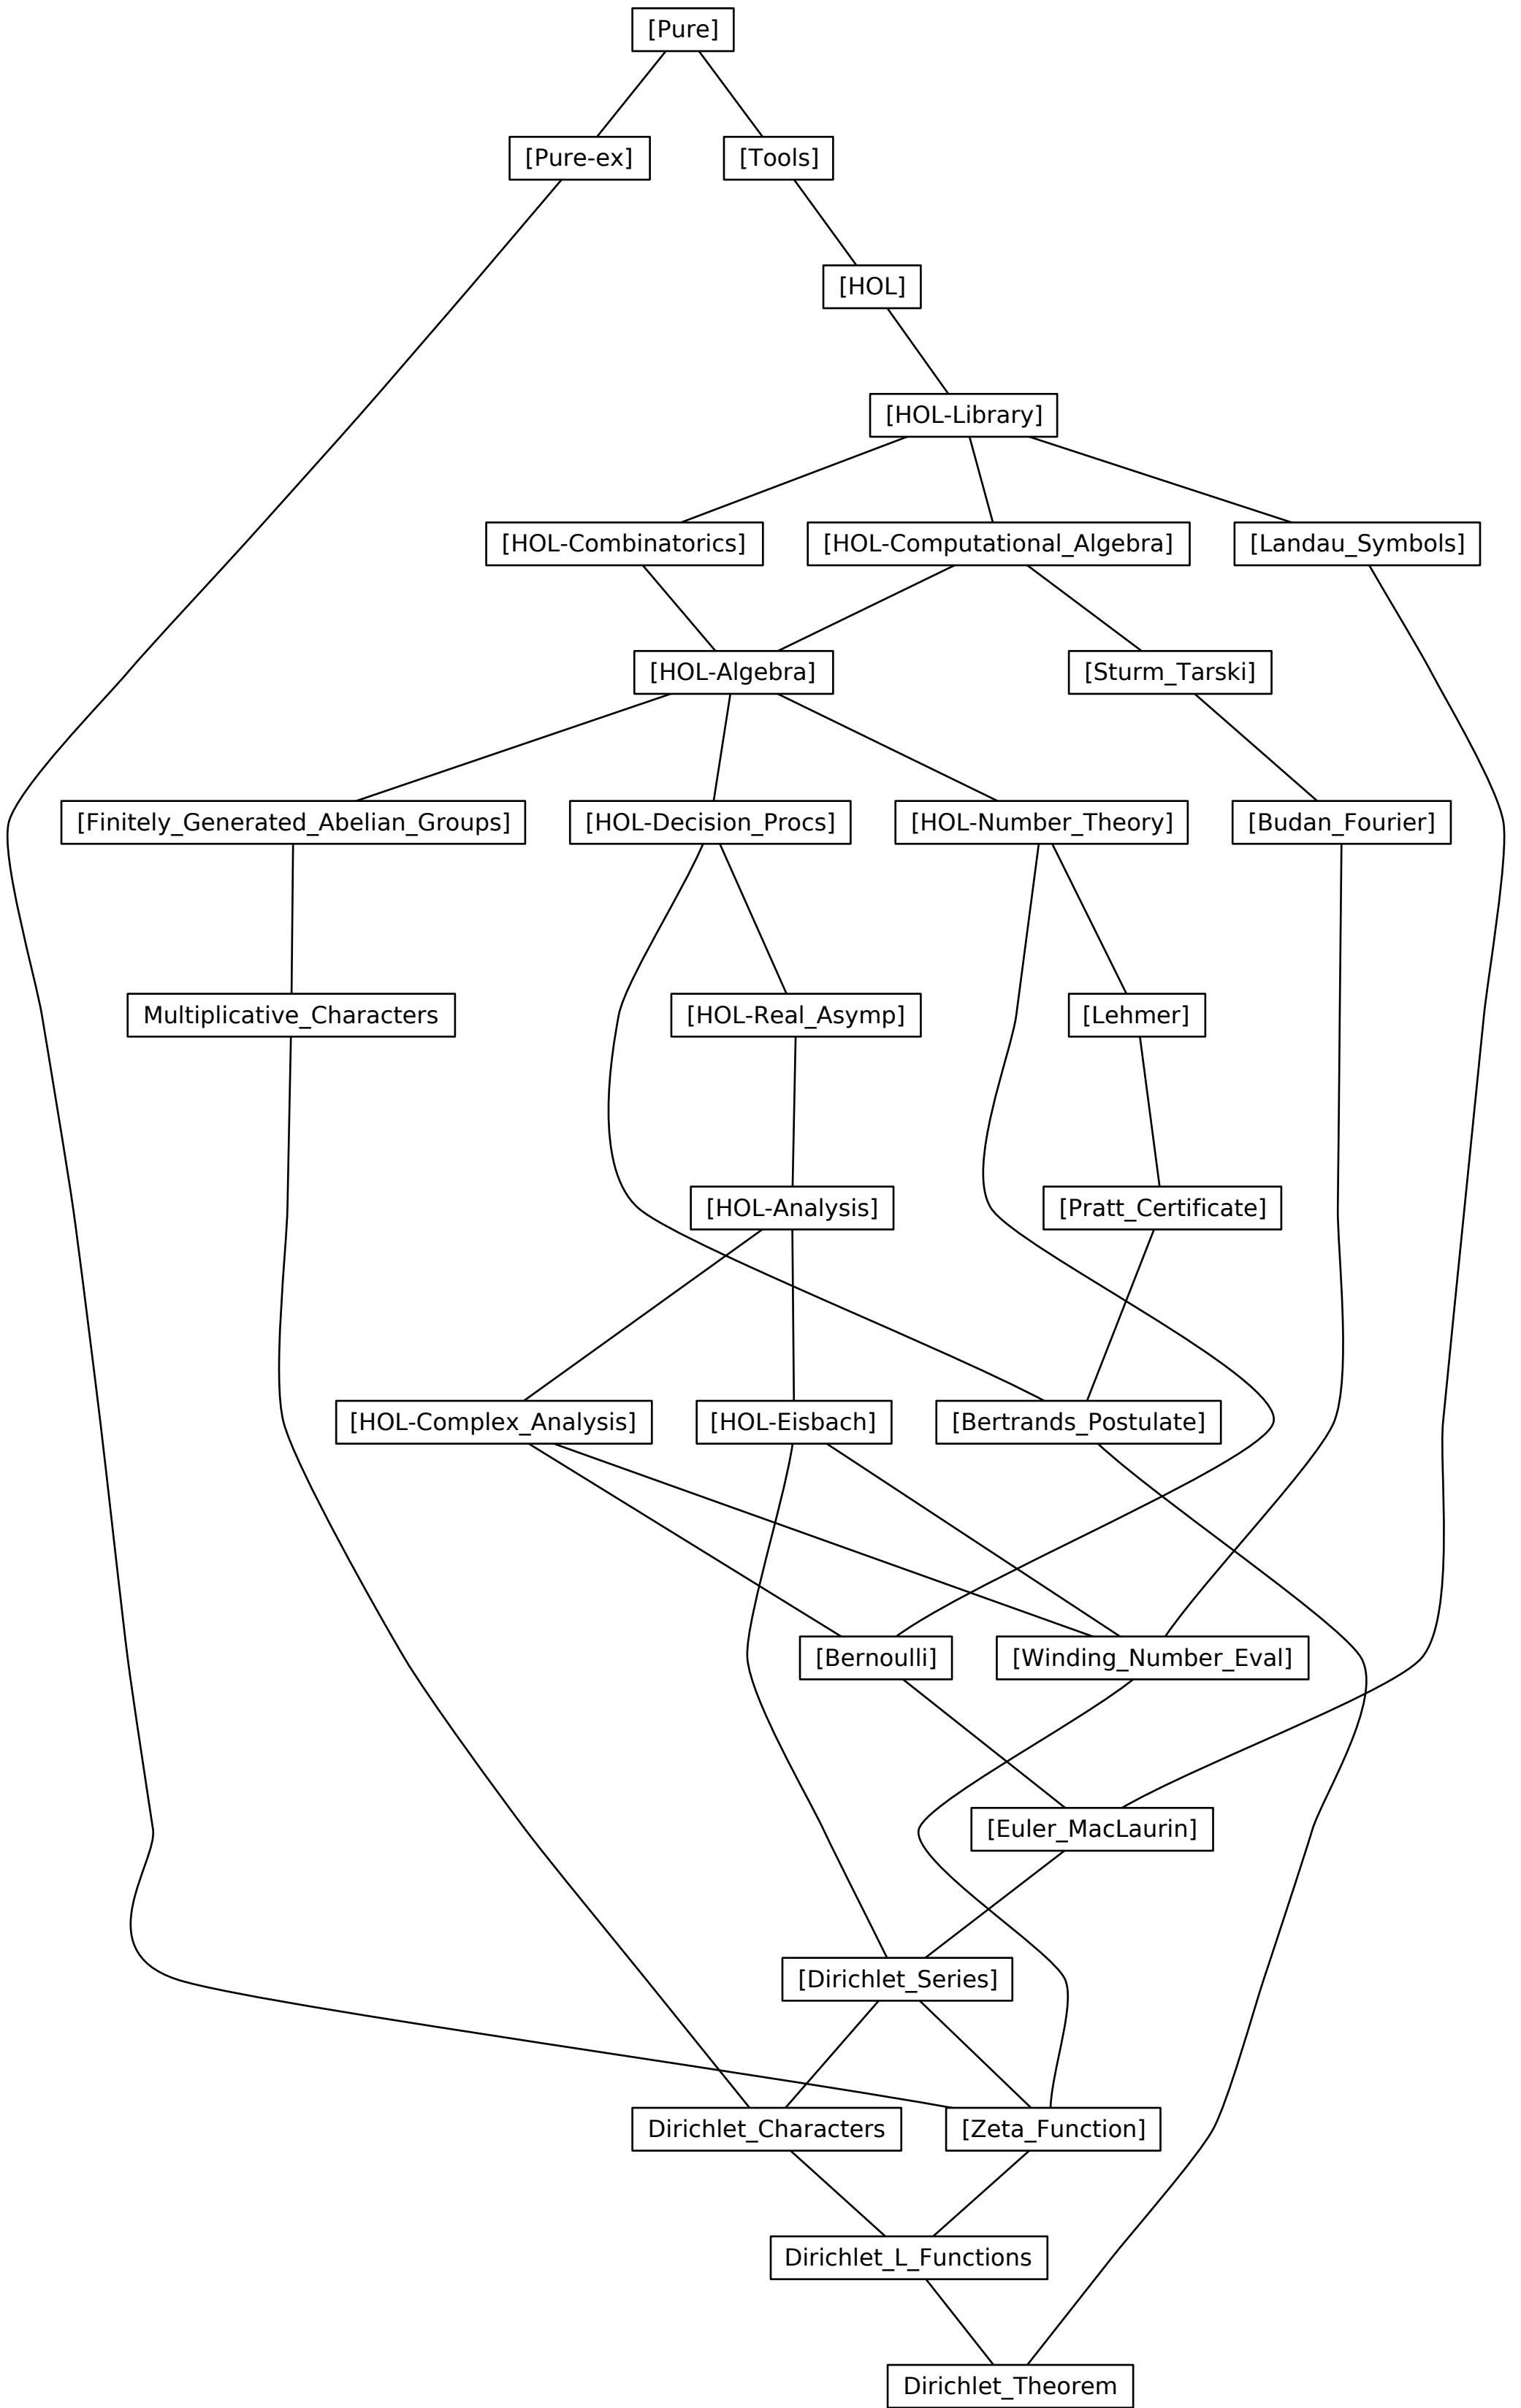 [Pure]
[Pure-ex]
[Tools]
[HOL]
[HOL-Library]
[HOL-Combinatorics]
[HOL-Computational_Algebra]
[Landau_Symbols]
[HOL-Algebra]
[Sturm_Tarski]
[Finitely_Generated_Abelian_Groups]
[HOL-Decision_Procs]
[HOL-Number_Theory]
[Budan_Fourier]
Multiplicative_Characters
[HOL-Real_Asymp]
[Lehmer]
[HOL-Analysis]
[Pratt_Certificate]
[HOL-Complex_Analysis]
[HOL-Eisbach]
[Bertrands_Postulate]
[Bernoulli]
[Winding_Number_Eval]
[Euler_MacLaurin]
[Dirichlet_Series]
Dirichlet_Characters
[Zeta_Function]
Dirichlet_L_Functions
Dirichlet_Theorem